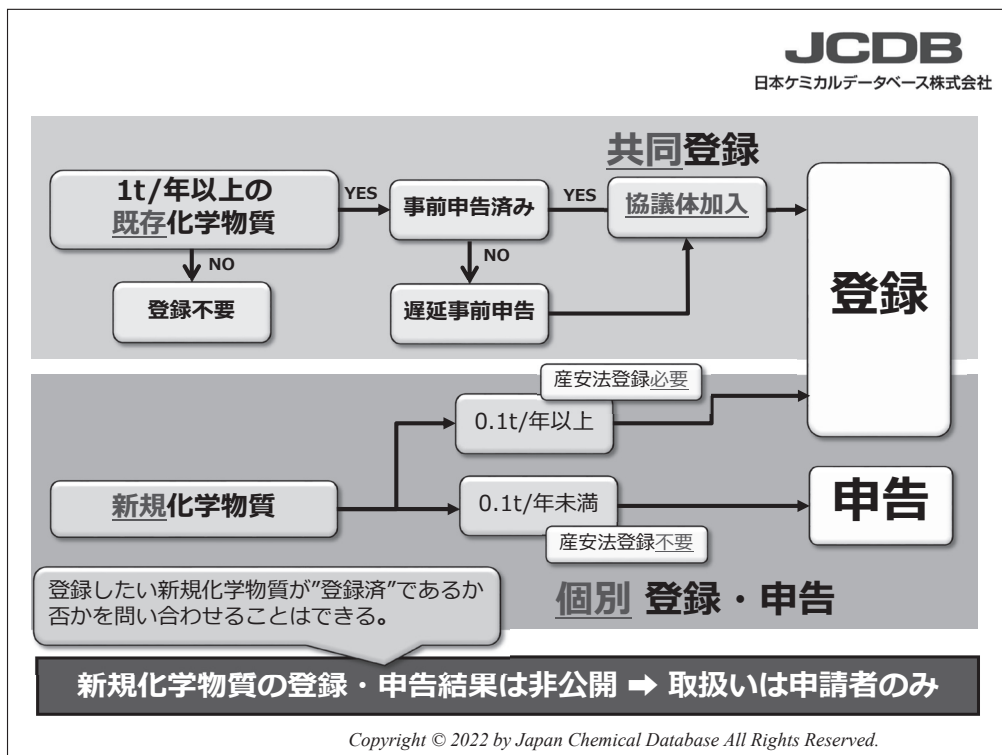 JCDB
日本ケミカルデータベース株式会社
共同登録
1t/年以上の
既存化学物質
YES
事前申告済み
YES
協議体加入
登録
NO
登録不要
NO
遅延事前申告
産安法登録必要
0.1t/年以上
新規化学物質
0.1t/年未満
申告
産安法登録不要
登録したい新規化学物質が”登録済”であるか
否かを問い合わせることはできる。
個別 登録・申告
新規化学物質の登録・申告結果は非公開 ➡ 取扱いは申請者のみ
Copyright © 2022 by Japan Chemical Database All Rights Reserved.